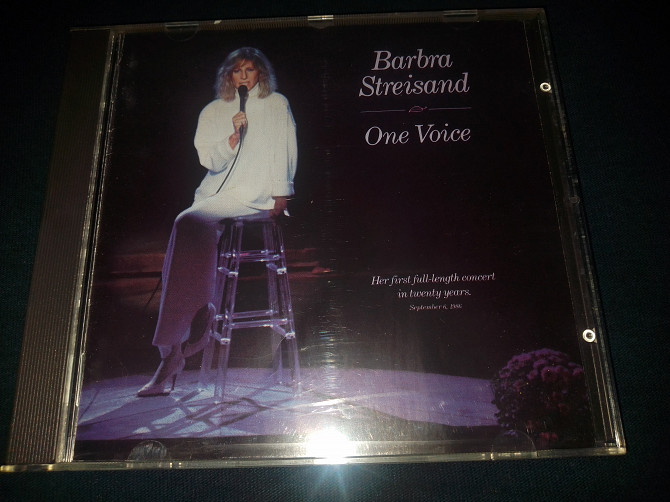 Barbra
Streisand
One Voice
Her first full-length concert
in twenty years.
September 6, 1986